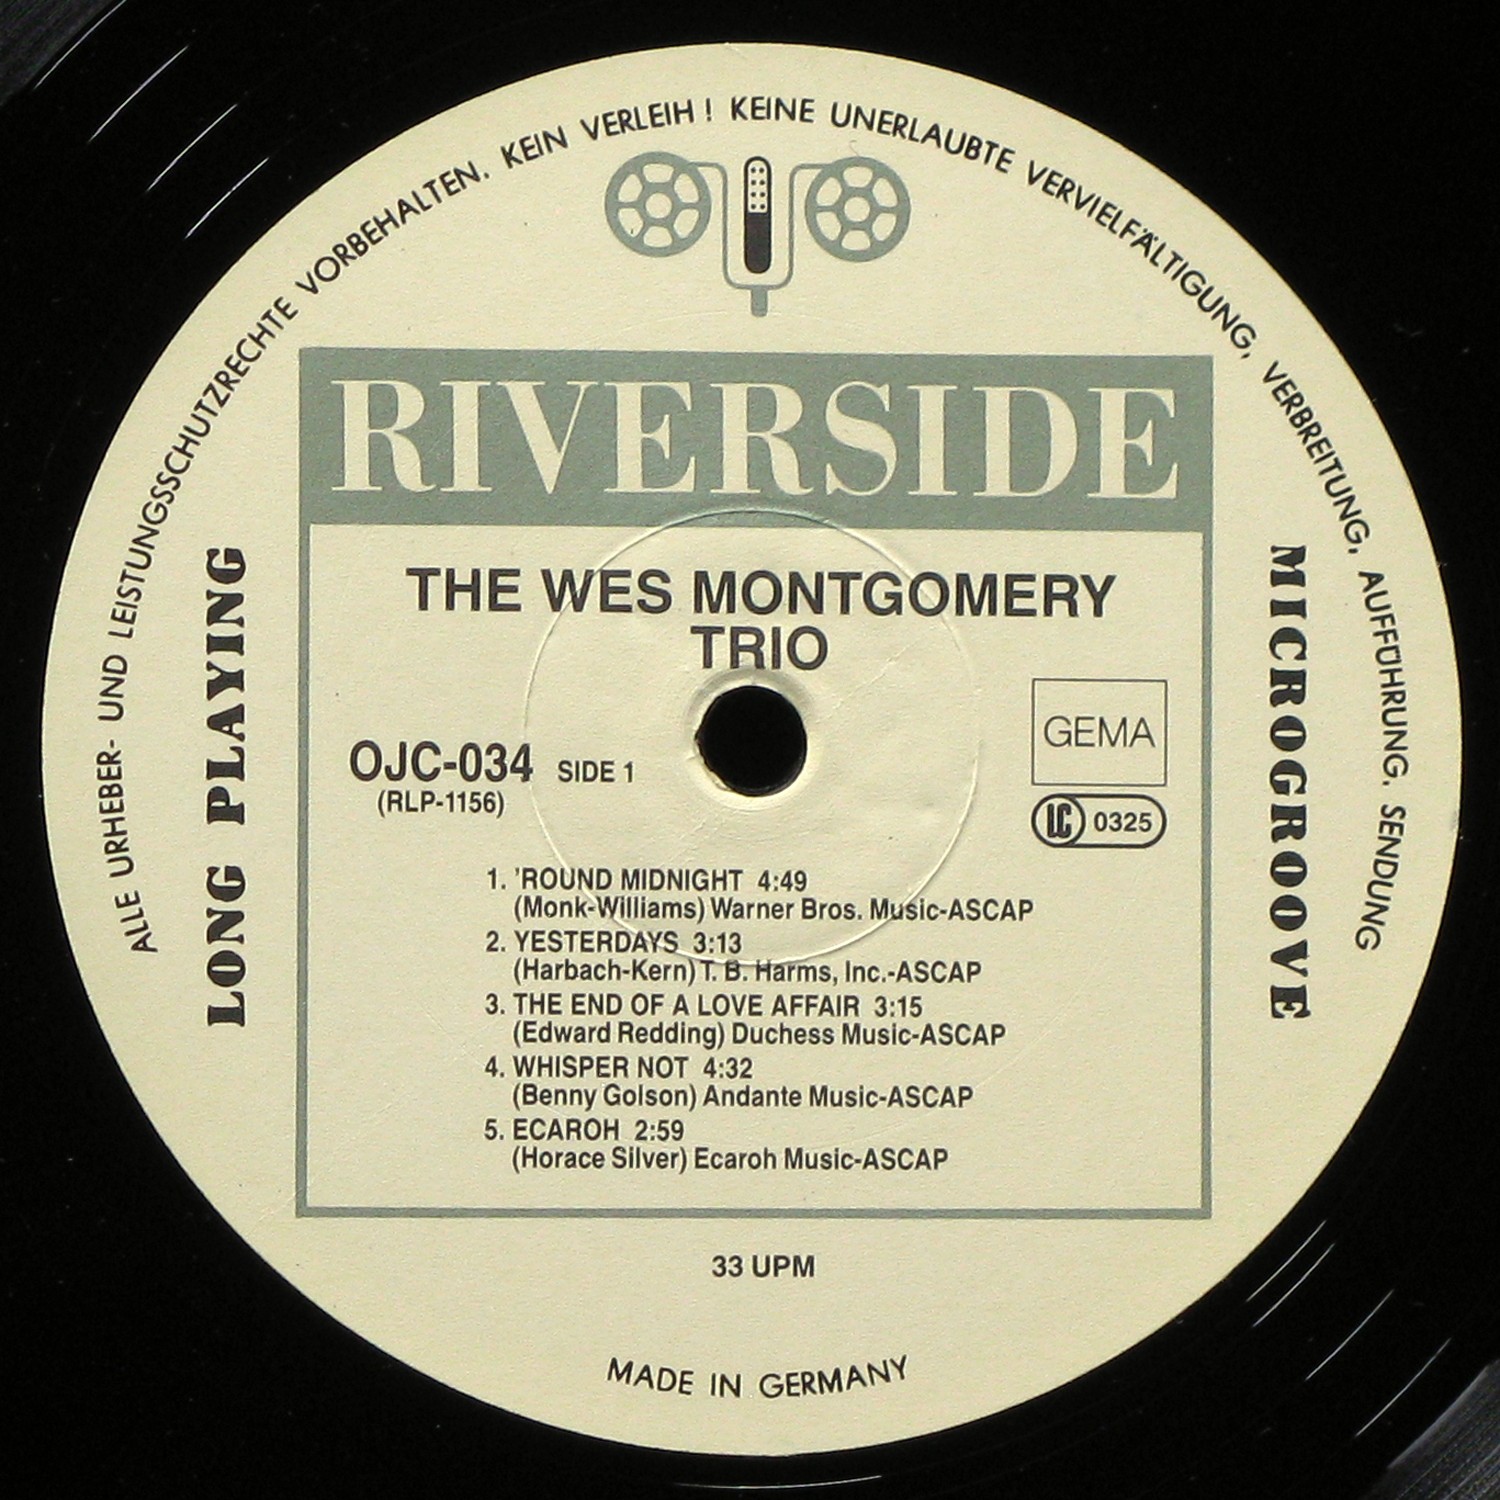 ALLE URHEBER- UND LEISTUNGSSCHUTZRECHTE VORBEHALTEN. KEIN VERLEIH! KEINE UNERLAUBTE VERVIELFÄLTIGUNG, VERBREITUNG, AUFFÜHRUNG, SENDUNG
RIVERSIDE
LONG PLAYING
MICROGROOVE
THE WES MONTGOMERY
TRIO
OJC-034 SIDE 1
(RLP-1156)
GEMA
LC 0325
1. 'ROUND MIDNIGHT 4:49
(Monk-Williams) Warner Bros. Music-ASCAP
2. YESTERDAYS 3:13
(Harbach-Kern) T. B. Harms, Inc.-ASCAP
3. THE END OF A LOVE AFFAIR 3:15
(Edward Redding) Duchess Music-ASCAP
4. WHISPER NOT 4:32
(Benny Golson) Andante Music-ASCAP
5. ECAROH 2:59
(Horace Silver) Ecaroh Music-ASCAP
33 UPM
MADE IN GERMANY